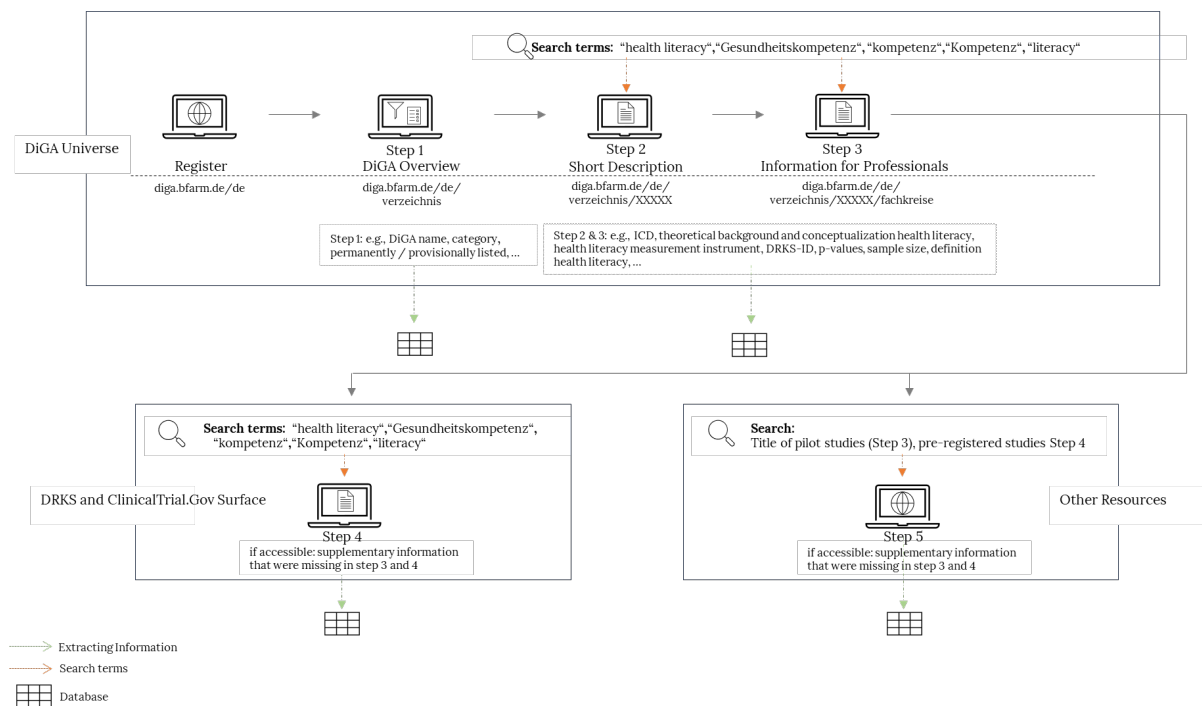 Search terms: “health literacy“,“Gesundheitskompetenz“, “kompetenz“,“Kompetenz“, “literacy“
DiGA Universe
Register
diga.bfarm.de/de
Step 1
DiGA Overview
diga.bfarm.de/de/
verzeichnis
Step 2
Short Description
diga.bfarm.de/de/
verzeichnis/XXXXX
Step 3
Information for Professionals
diga.bfarm.de/de/
verzeichnis/XXXXX/fachkreise
Step 1: e.g., DiGA name, category,
permanently / provisionally listed, ...
Step 2 & 3: e.g., ICD, theoretical background and conceptualization health literacy,
health literacy measurement instrument, DRKS-ID, p-values, sample size, definition
health literacy, ...
Search terms: “health literacy“,“Gesundheitskompetenz“,
“kompetenz“,“Kompetenz“, “literacy“
DRKS and ClinicalTrial.Gov Surface
Step 4
if accessible: supplementary information
that were missing in step 3 and 4
Search:
Title of pilot studies (Step 3), pre-registered studies Step 4
Other Resources
Step 5
if accessible: supplementary information
that were missing in step 3 and 4
Extracting Information
Search terms
Database